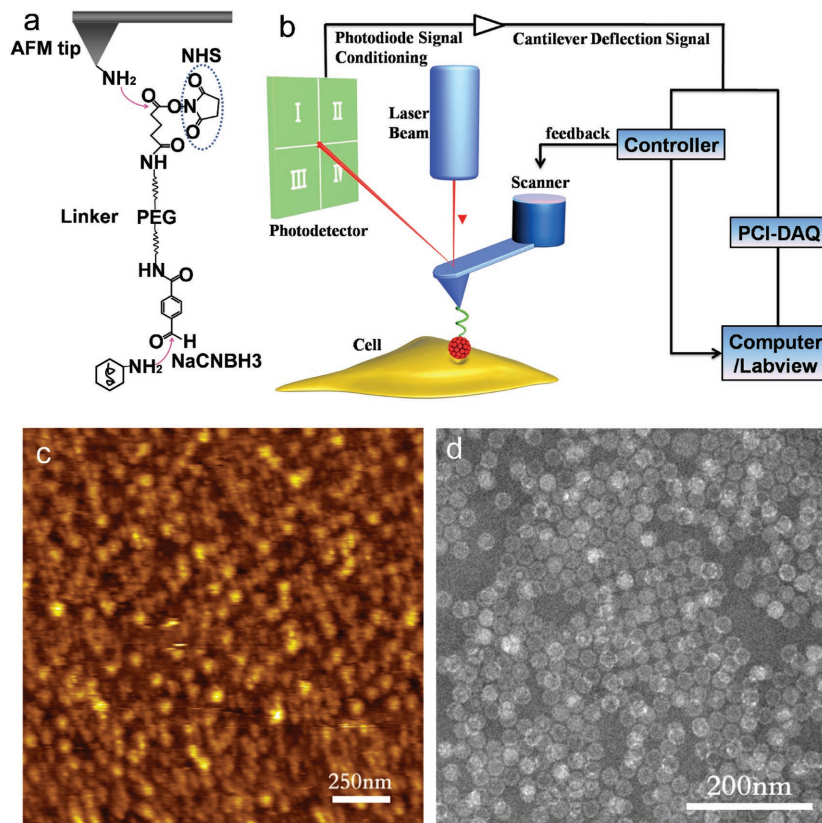 a
AFM tip
NH2
NHS
O
O
O
N
O
O
HN
Linker
PEG
HN
O
O
H
NH2
NaCNBH3
b
Photodiode Signal
Conditioning
Cantilever Deflection Signal
I
II
III
IV
Photodetector
Laser
Beam
feedback
Controller
Scanner
PCI-DAQ
Cell
Computer
/Labview
c
250nm
d
200nm